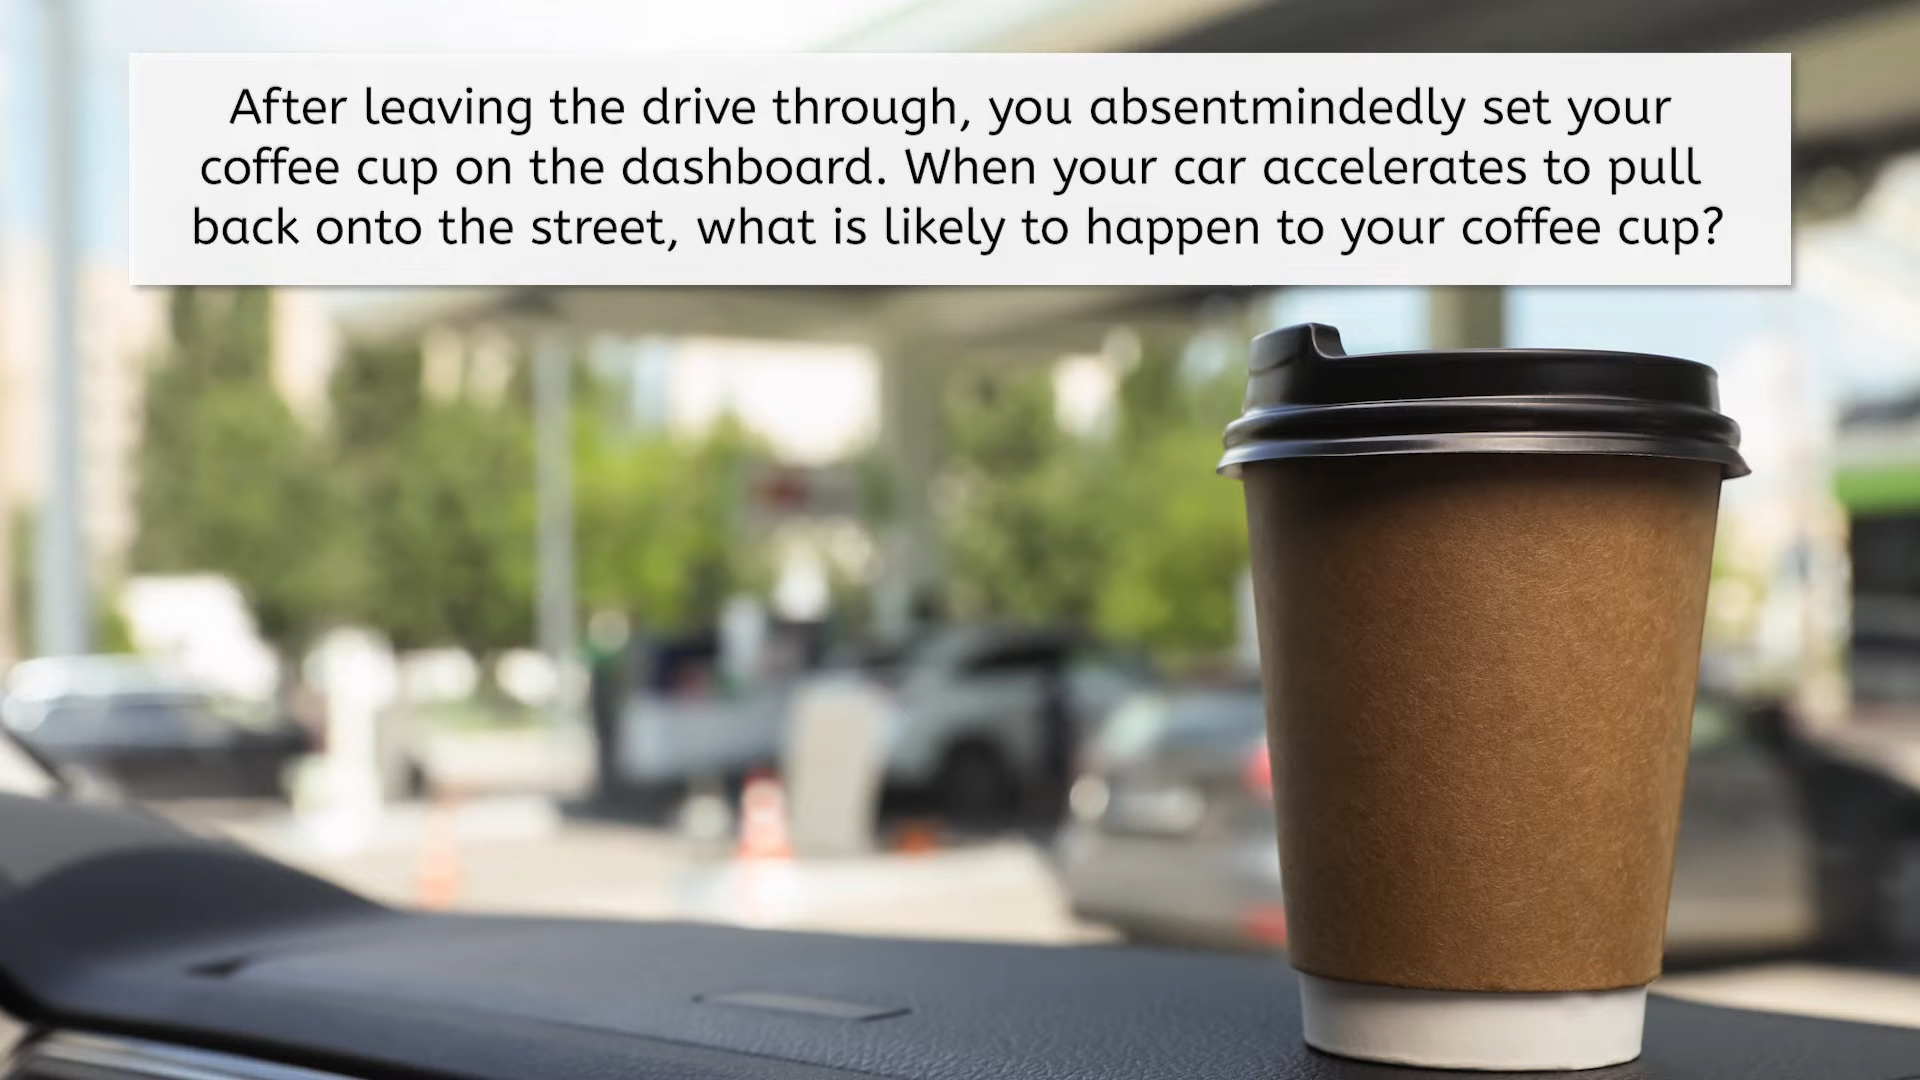 After leaving the drive through, you absentmindedly set your
coffee cup on the dashboard. When your car accelerates to pull
back onto the street, what is likely to happen to your coffee cup?